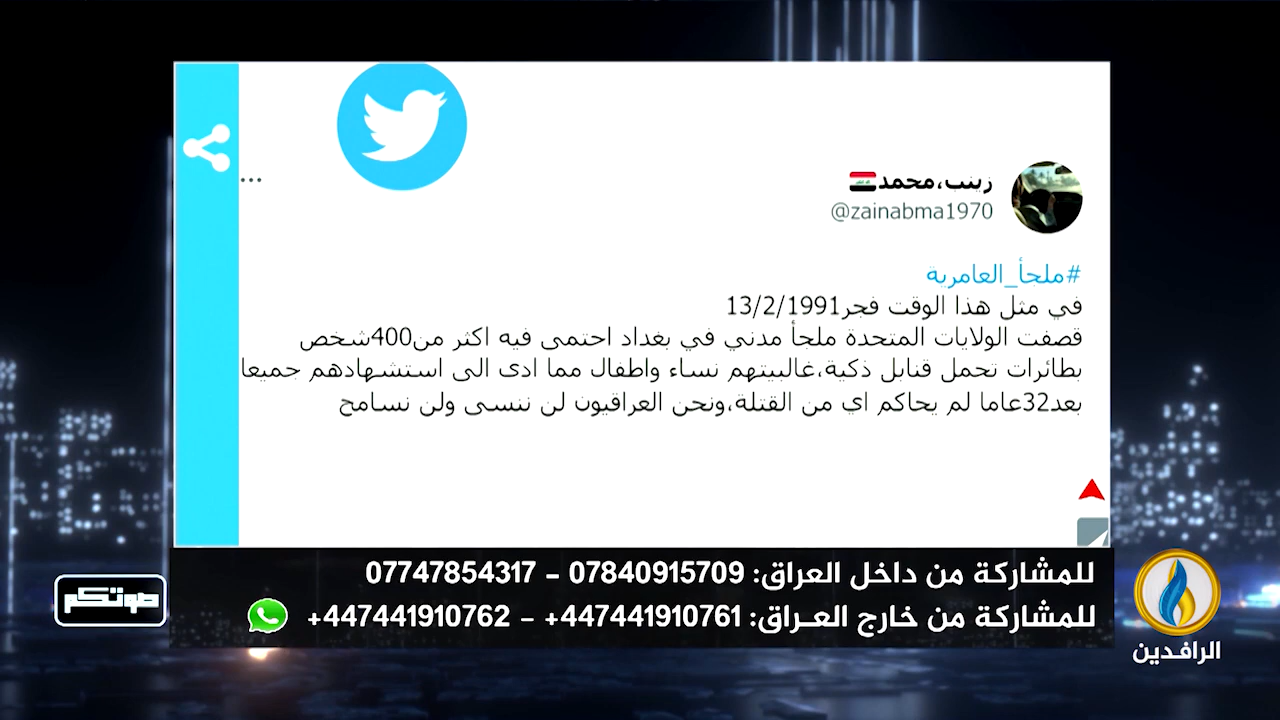 زينب،محمد
@zainabma1970
#ملجأ_العامرية
في مثل هذا الوقت فجر13/2/1991
قصفت الولايات المتحدة ملجأ مدني في بغداد احتمى فيه اكثر من400شخص
بطائرات تحمل قنابل ذكية،غالبيتهم نساء واطفال مما ادى الى استشهادهم جميعا
بعد32عاما لم يحاكم اي من القتلة،ونحن العراقيون لن ننسى ولن نسامح
للمشاركة من داخل العراق: 07840915709 - 07747854317
للمشاركة من خارج العـراق: 447441910761+ - 447441910762+
صوتكم
الرافدين